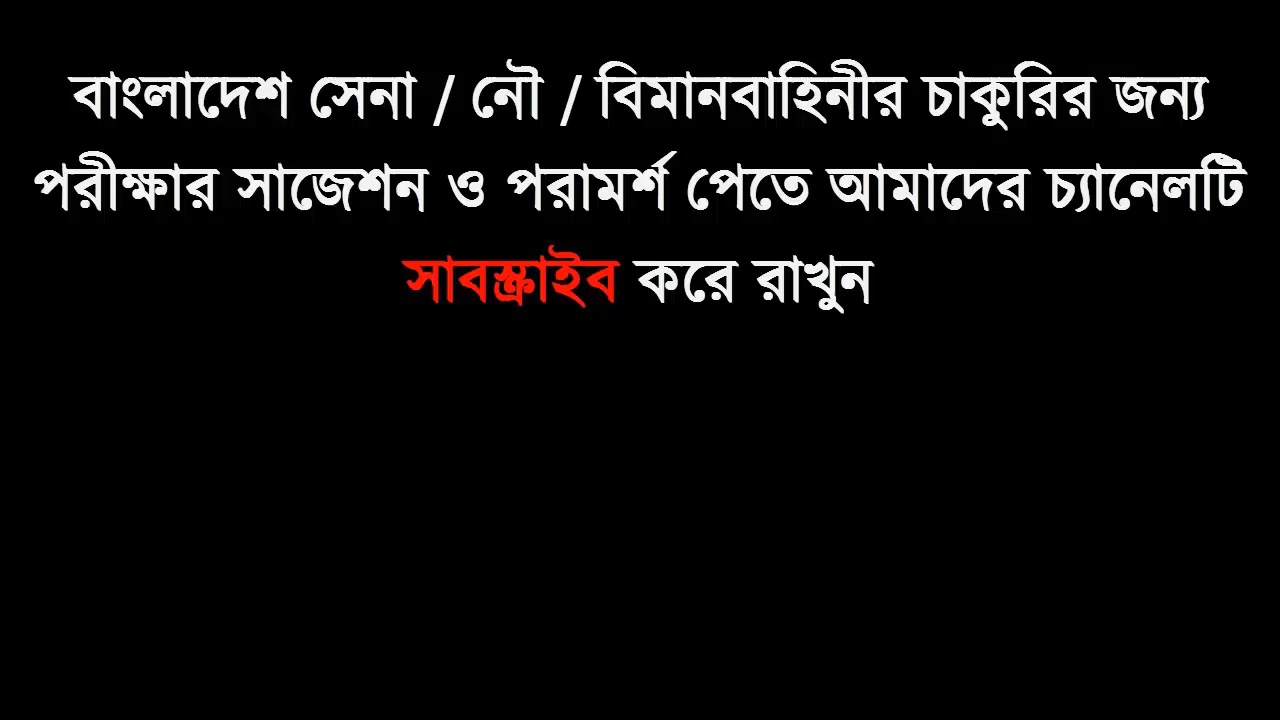 বাংলাদেশ সেনা / নৌ / বিমানবাহিনীর চাকুরির জন্য
পরীক্ষার সাজেশন ও পরামর্শ পেতে আমাদের চ্যানেলটি
সাবস্ক্রাইব করে রাখুন